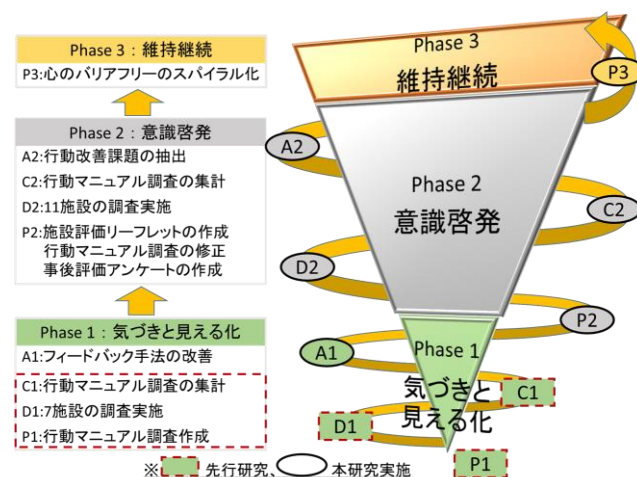 Phase 3：維持継続
P3:心のバリアフリーのスパイラル化
Phase 2：意識啓発
A2:行動改善課題の抽出
C2:行動マニュアル調査の集計
D2:11施設の調査実施
P2:施設評価リーフレットの作成
行動マニュアル調査の修正
事後評価アンケートの作成
Phase 1：気づきと見える化
A1:フィードバック手法の改善
C1:行動マニュアル調査の集計
D1:7施設の調査実施
P1:行動マニュアル調査作成
Phase 3
維持継続
P3
A2
Phase 2
意識啓発
C2
D2
P2
A1
Phase 1
気づきと
見える化
C1
D1
P1
※ 先行研究、 本研究実施